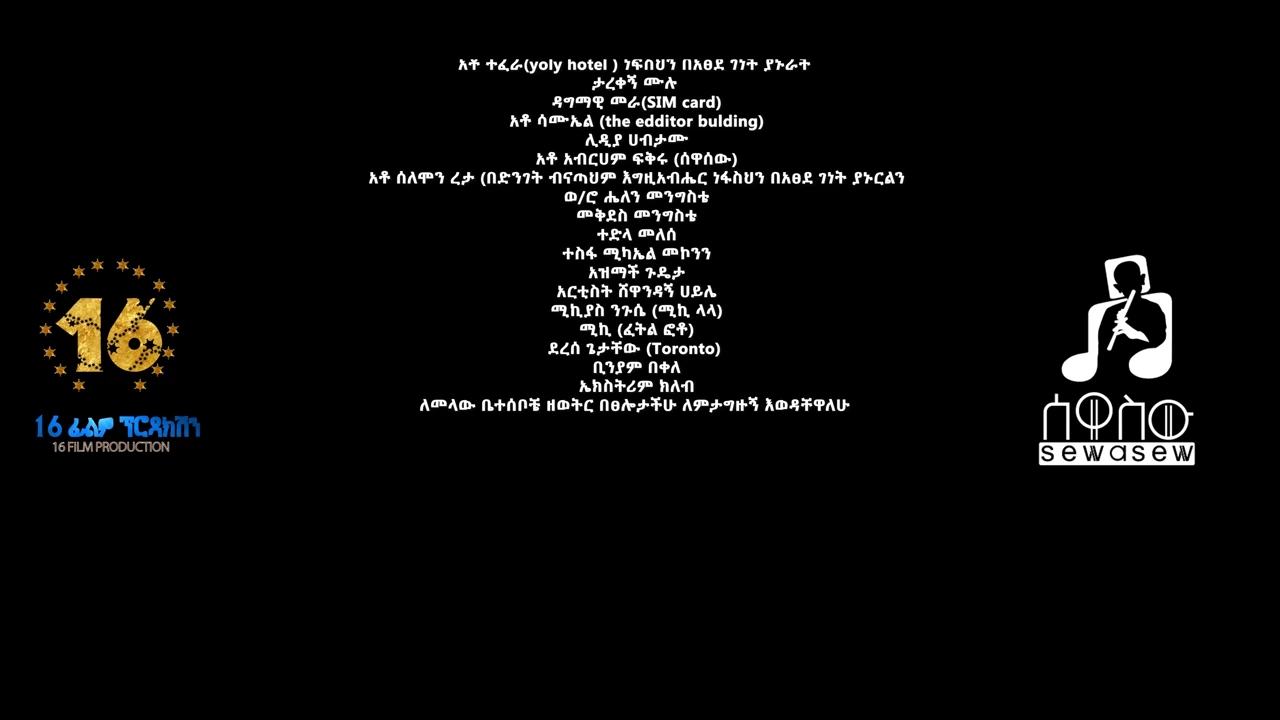 አቶ ተፈራ(yoly hotel ) ነፍበህን በአፀደ ገነት ያኑራት
ታረቀኝ ሙሉ
ዳግማዊ መራ(SIM card)
አቶ ሳሙኤል (the edditor bulding)
ሊዲያ ሀብታሙ
አቶ አብርሀም ፍቅሩ (ሰዋሰው)
አቶ ሰለሞን ረታ (በድንገት ብናጣህም እግዚአብሔር ነፋስህን በአፀደ ገነት ያኑርልን
ወ/ሮ ሔለን መንግስቴ
መቅደስ መንግስቴ
ተድላ መለሰ
ተስፋ ሚካኤል መኮንን
አዝማች ጉዴታ
አርቲስት ሸዋንዳኝ ሀይሌ
ሚኪያስ ንጉሴ (ሚኪ ላላ)
ሚኪ (ፈትል ፎቶ)
ደረሰ ጌታቸው (Toronto)
ቢንያም በቀለ
ኤክስትሪም ክለብ
ለመላው ቤተሰቦቼ ዘወትር በፀሎታችሁ ለምታግዙኝ እወዳቸዋለሁ
16
16 ፊልም ፕሮዳክሽን
16 FILM PRODUCTION
ሰዋስው
sewasew